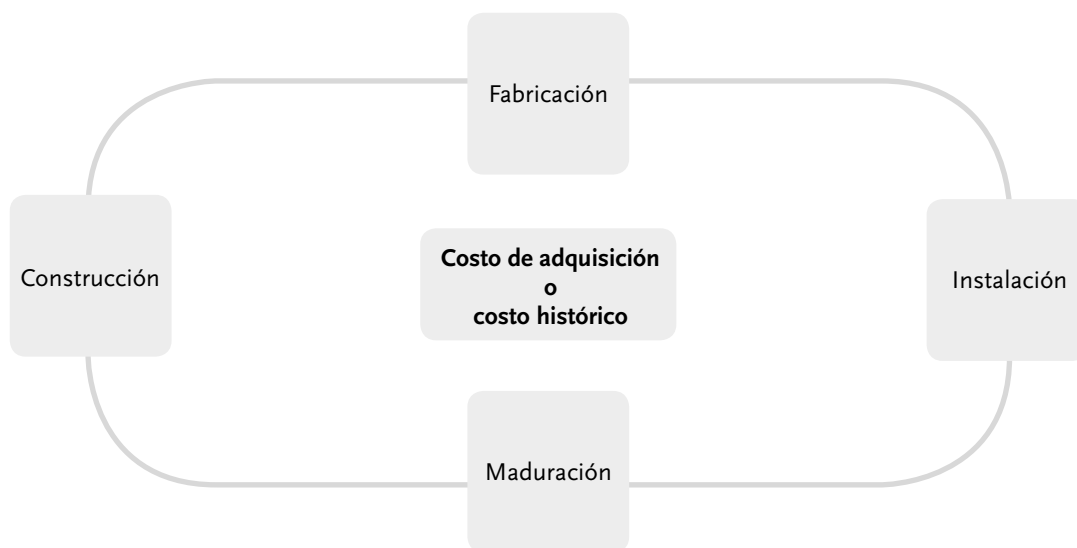 Fabricación
Construcción
Costo de adquisición
o
costo histórico
Instalación
Maduración